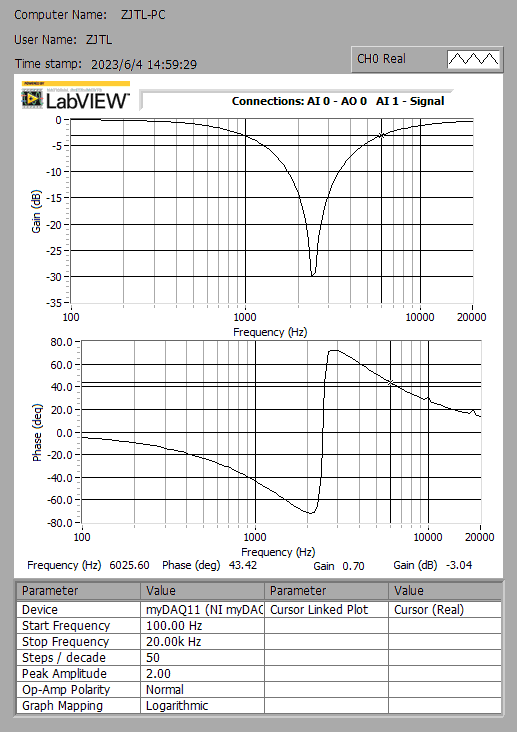 Computer Name: ZJTL-PC
User Name: ZJTL
Time stamp: 2023/6/4 14:59:29
CH0 Real
POWERED BY
NATIONAL INSTRUMENTS
LabVIEW™
Connections: AI 0 - AO 0 AI 1 - Signal
Gain (dB)
0
-5
-10
-15
-20
-25
-30
-35
100 1000 10000 20000
Frequency (Hz)
Phase (deg)
80.0
60.0
40.0
20.0
0.0
-20.0
-40.0
-60.0
-80.0
100 1000 10000 20000
Frequency (Hz)
Frequency (Hz) 6025.60 Phase (deg) 43.42 Gain 0.70 Gain (dB) -3.04
Parameter Value Parameter Value
Device myDAQ11 (NI myDAQ Cursor Linked Plot Cursor (Real)
Start Frequency 100.00 Hz
Stop Frequency 20.00k Hz
Steps / decade 50
Peak Amplitude 2.00
Op-Amp Polarity Normal
Graph Mapping Logarithmic